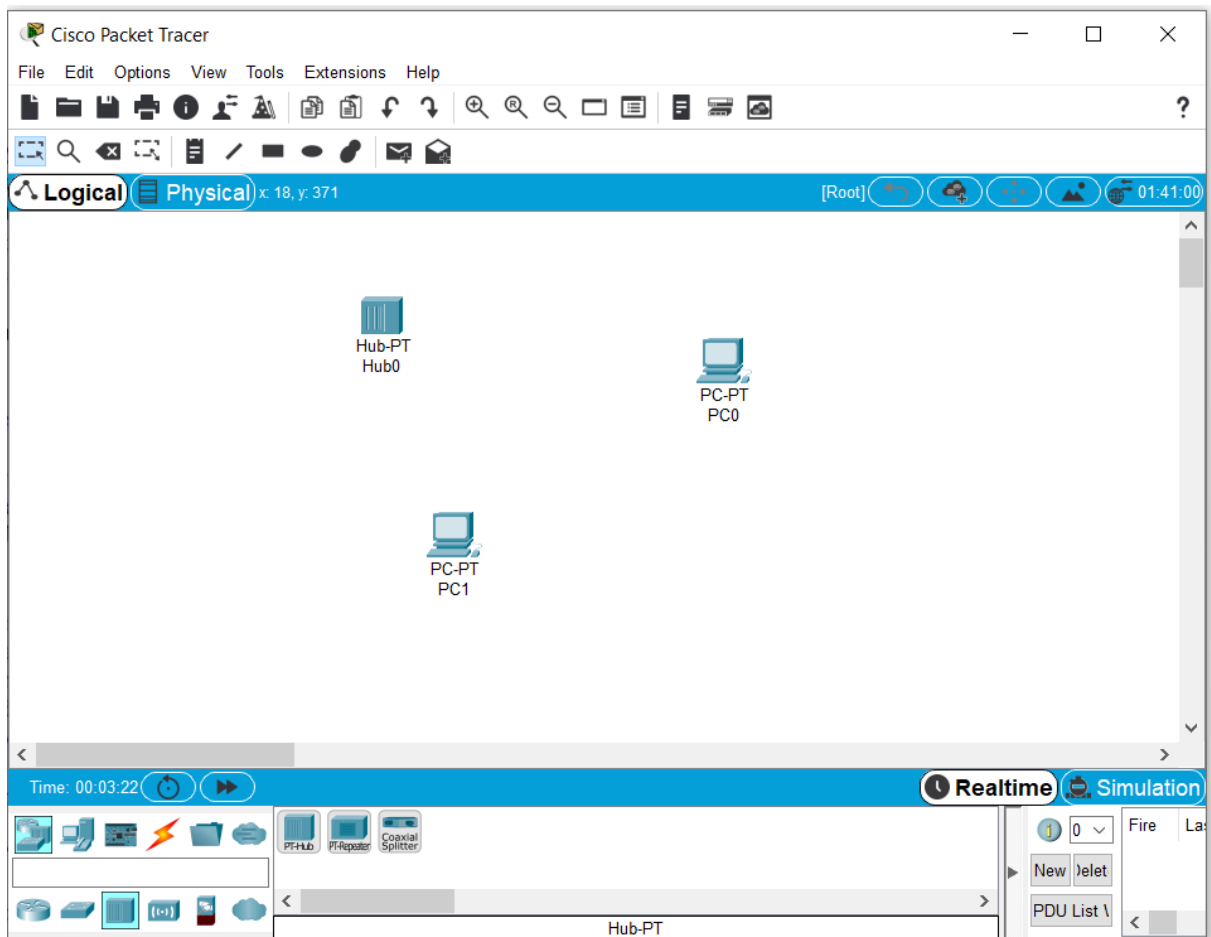 Cisco Packet Tracer
File Edit Options View Tools Extensions Help
?
Logical Physical x: 18, y: 371 [Root] 01:41:00
Hub-PT
Hub0
PC-PT
PC0
PC-PT
PC1
Time: 00:03:22 Realtime Simulation
PT-Hub PT-Repeater Coaxial Splitter
0 Fire Las
New Delet
PDU List
Hub-PT